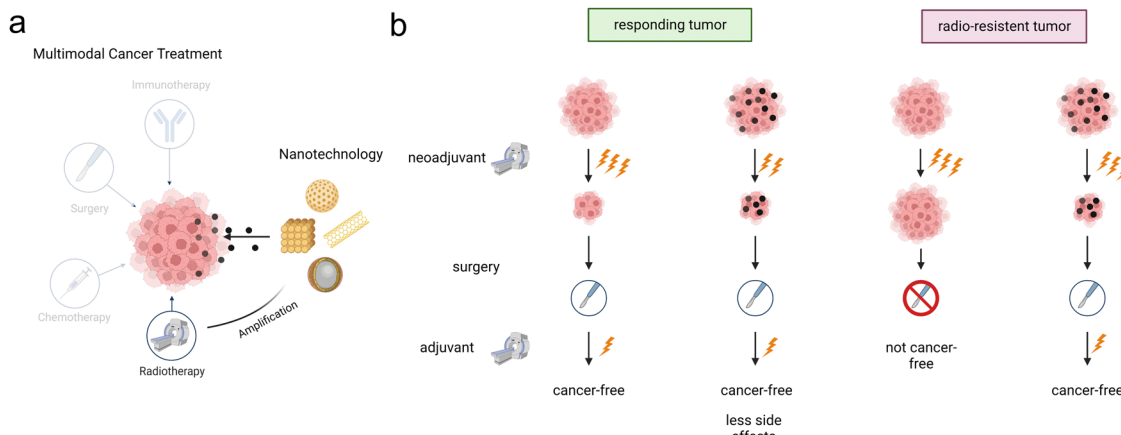 a
Multimodal Cancer Treatment
Immunotherapy
Surgery
Chemotherapy
Radiotherapy
Nanotechnology
Amplification
b
responding tumor
radio-resistent tumor
neoadjuvant
surgery
adjuvant
cancer-free
cancer-free
less side
effects
not cancer-
free
cancer-free